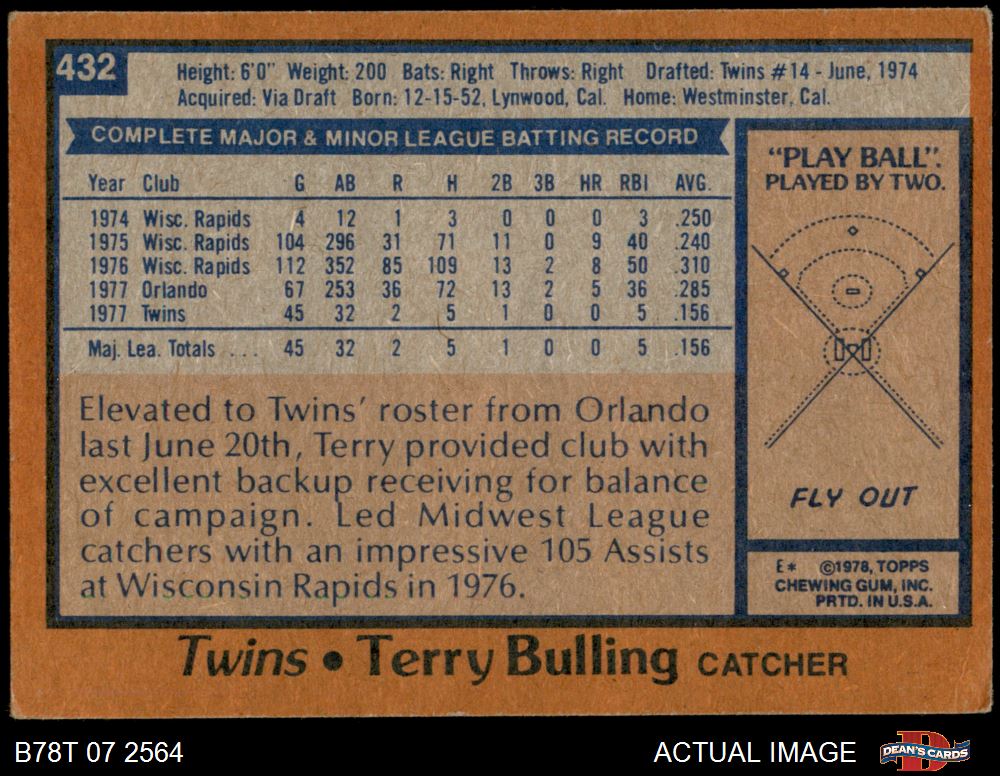 432
Height: 6'0" Weight: 200 Bats: Right Throws: Right Drafted: Twins #14 - June, 1974
Acquired: Via Draft Born: 12-15-52, Lynwood, Cal. Home: Westminster, Cal.
COMPLETE MAJOR & MINOR LEAGUE BATTING RECORD
Year Club G AB R H 2B 3B HR RBI AVG.
1974 Wisc. Rapids 4 12 1 3 0 0 0 3 .250
1975 Wisc. Rapids 104 296 31 71 11 0 9 40 .240
1976 Wisc. Rapids 112 352 85 109 13 2 8 50 .310
1977 Orlando 67 253 36 72 13 2 5 36 .285
1977 Twins 45 32 2 5 1 0 0 5 .156
Maj. Lea. Totals ... 45 32 2 5 1 0 0 5 .156
Elevated to Twins' roster from Orlando
last June 20th, Terry provided club with
excellent backup receiving for balance
of campaign. Led Midwest League
catchers with an impressive 105 Assists
at Wisconsin Rapids in 1976.
"PLAY BALL".
PLAYED BY TWO.
FLY OUT
E* ©1978, TOPPS
CHEWING GUM, INC.
PRTD. IN U.S.A.
Twins • Terry Bulling CATCHER
B78T 07 2564
ACTUAL IMAGE
D
DEAN'S CARDS